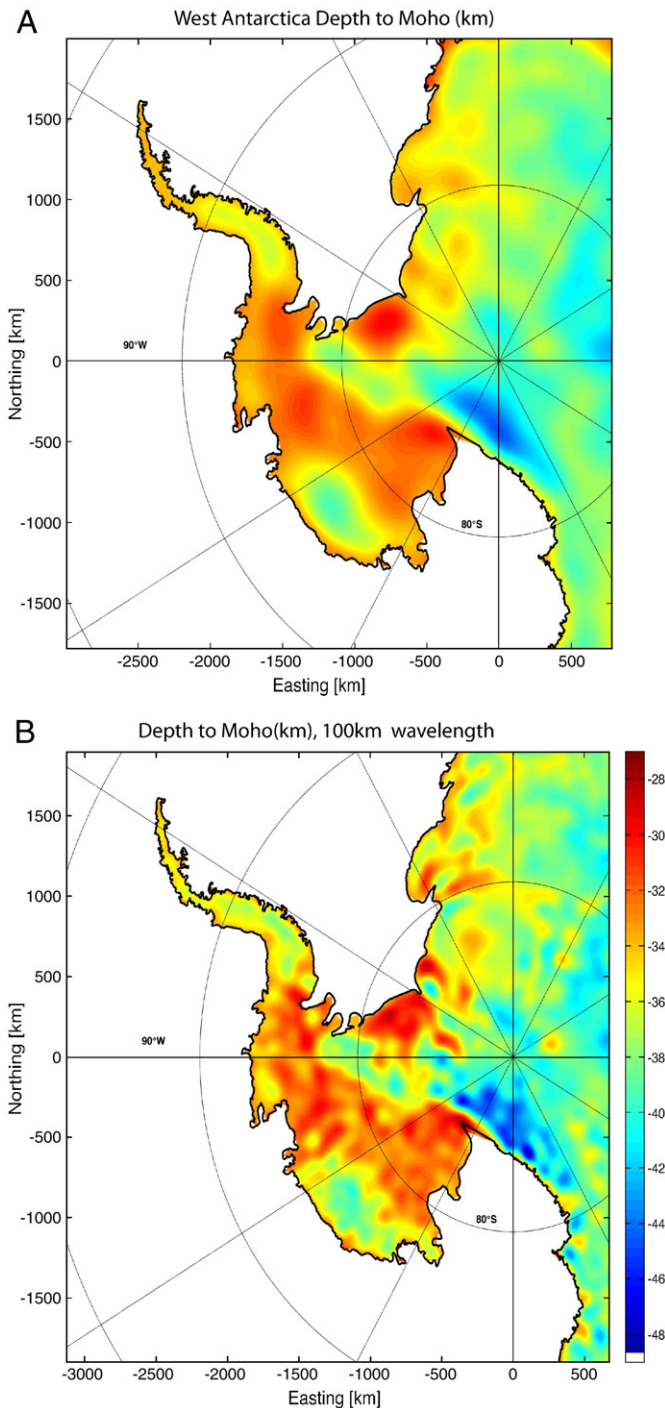 A
West Antarctica Depth to Moho (km)
1500
1000
500
0
-500
-1000
-1500
Northing [km]
90°W
80°S
-2500 -2000 -1500 -1000 -500 0 500
Easting [km]
B
Depth to Moho(km), 100km wavelength
1500
1000
500
0
-500
-1000
-1500
Northing [km]
90°W
80°S
-3000 -2500 -2000 -1500 -1000 -500 0 500
Easting [km]
-28
-30
-32
-34
-36
-38
-40
-42
-44
-46
-48